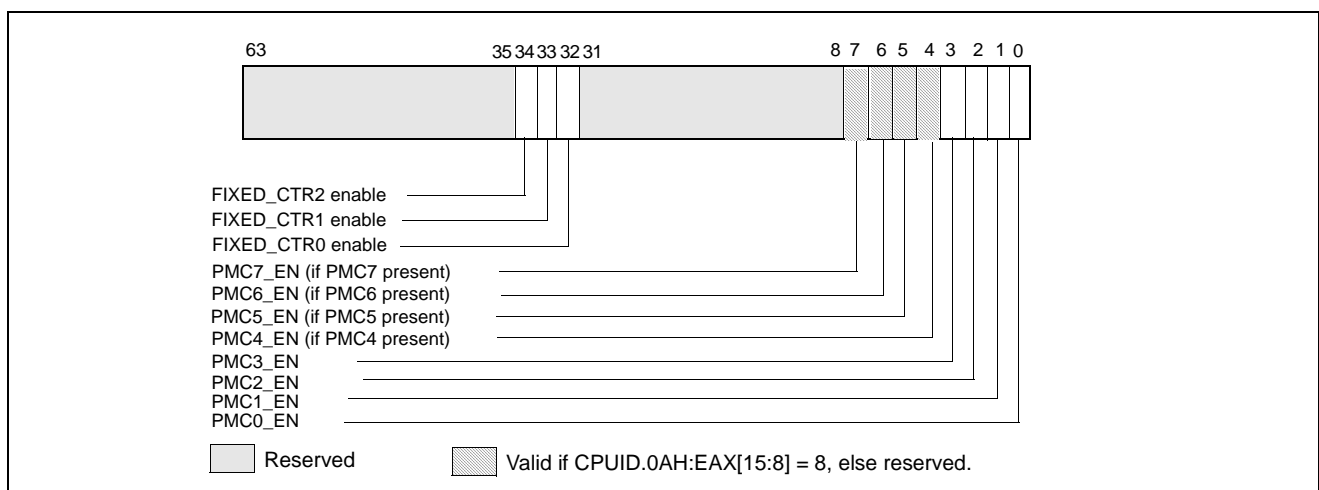 63 35 34 33 32 31 8 7 6 5 4 3 2 1 0
FIXED_CTR2 enable
FIXED_CTR1 enable
FIXED_CTR0 enable
PMC7_EN (if PMC7 present)
PMC6_EN (if PMC6 present)
PMC5_EN (if PMC5 present)
PMC4_EN (if PMC4 present)
PMC3_EN
PMC2_EN
PMC1_EN
PMC0_EN
Reserved Valid if CPUID.0AH:EAX[15:8] = 8, else reserved.